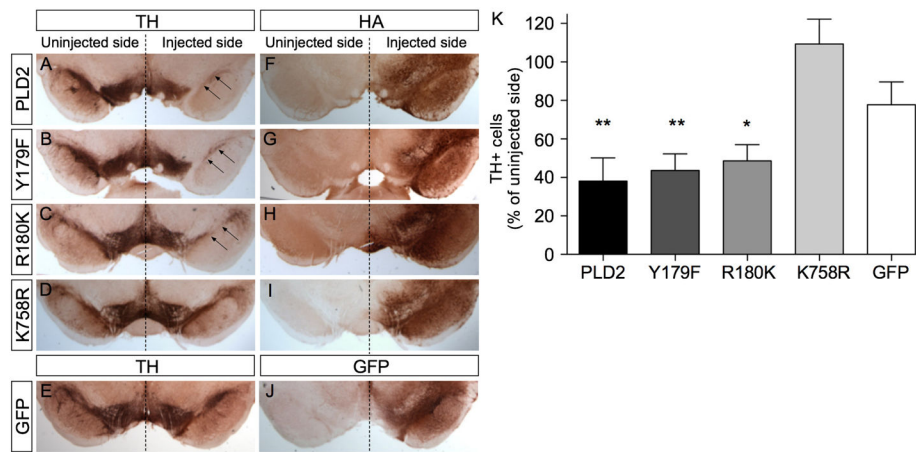 TH
HA
Uninjected side
Injected side
Uninjected side
Injected side
PLD2
A
F
Y179F
B
G
R180K
C
H
K758R
D
I
TH
GFP
GFP
E
J
K
TH+ cells
(% of uninjected side)
120
100
80
60
40
20
0
**
**
*
PLD2
Y179F
R180K
K758R
GFP